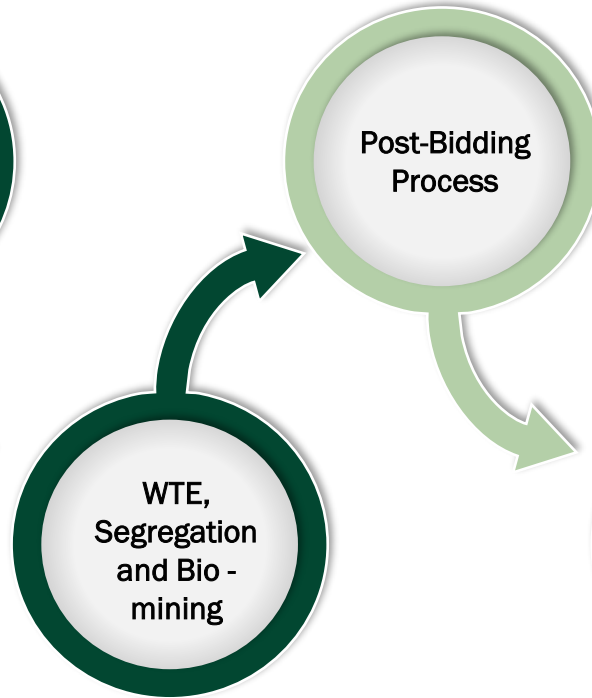 Post-Bidding
Process
WTE,
Segregation
and Bio -
mining